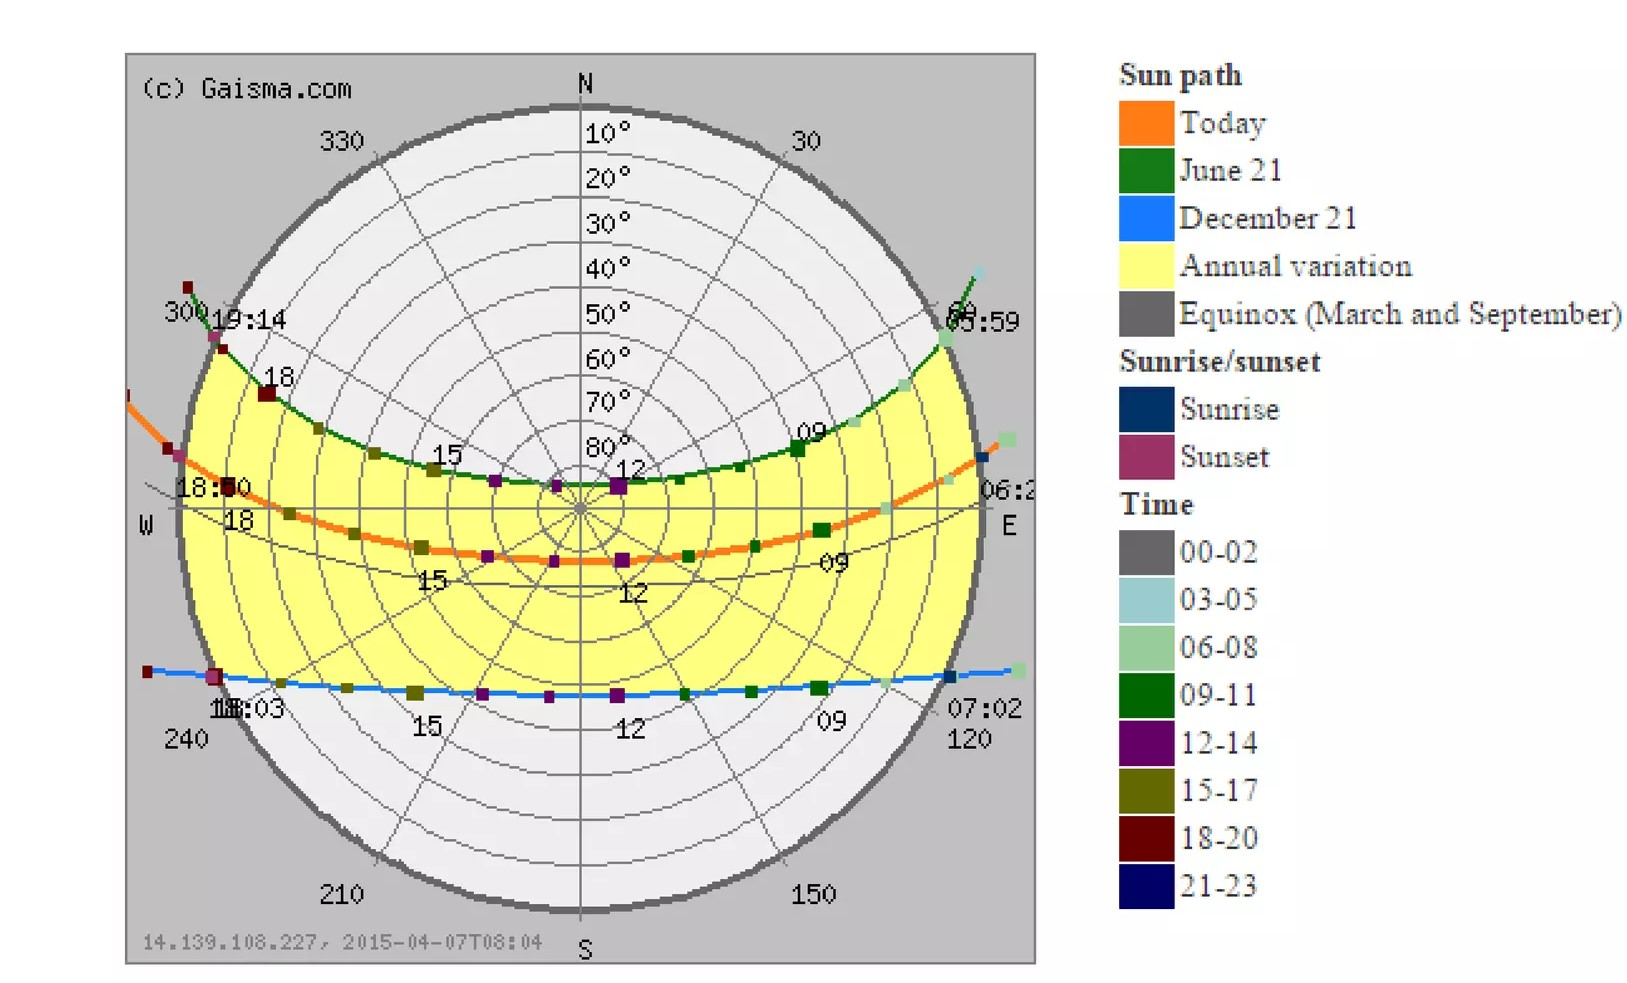 (c) Gaisma.com
N
10°
330
30
20°
30°
40°
300
19:14
50°
:59
60°
18
70°
09
80°
15
12
18:50
06:2
W
18
E
15
09
12
:03
15
12
09
07:02
240
120
210
150
14.139.108.227, 2015-04-07T08:04
S
Sun path
Today
June 21
December 21
Annual variation
Equinox (March and September)
Sunrise/sunset
Sunrise
Sunset
Time
00-02
03-05
06-08
09-11
12-14
15-17
18-20
21-23